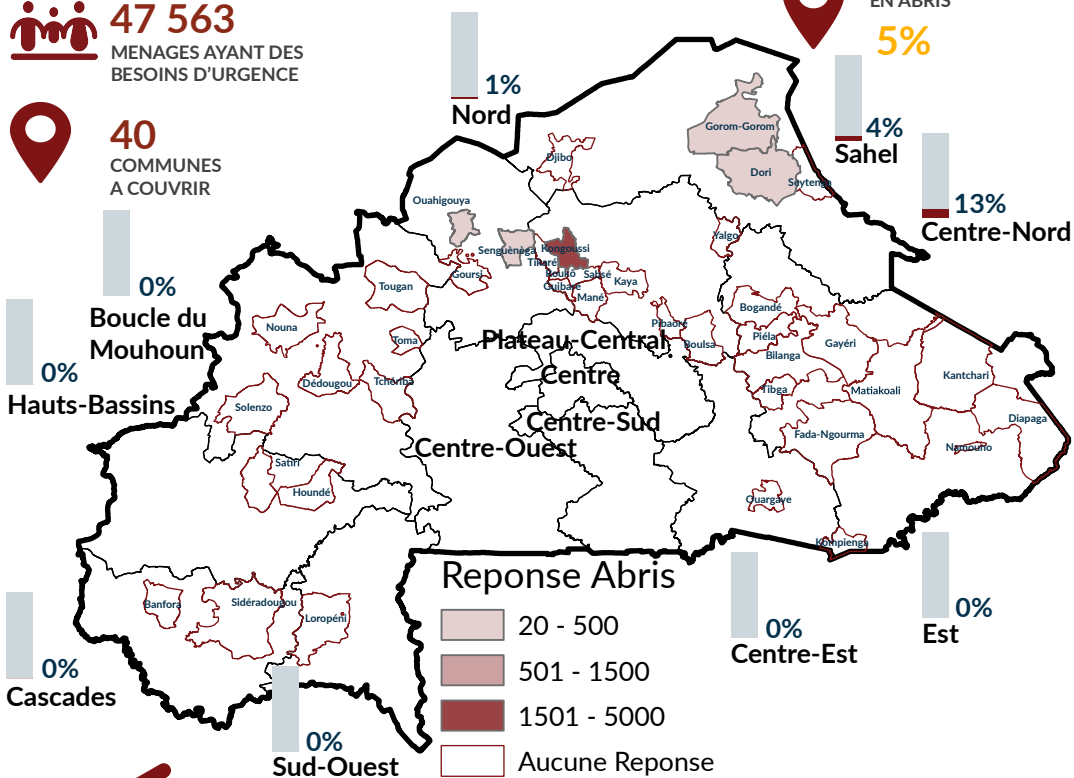 47 563
MENAGES AYANT DES
BESOINS D'URGENCE
EN ABRIS
5%
40
COMMUNES
A COUVRIR
1%
Nord
4%
Sahel
13%
Centre-Nord
0%
Boucle du
Mouhoun
0%
Hauts-Bassins
Gorom-Gorom
Djibo
Dori
Seytenga
Ouahigouya
Yalgo
Senguènèga
Kongoussi
Tikaré
Goursi
Rouko
Sabsé
Guibaré
Kaya
Mané
Tougan
Nouna
Toma
Plateau-Central
Pibaoré
Boulsa
Bogandé
Piéla
Bilanga
Gayéri
Centre
Dédougou
Tchériba
Tibga
Matiakoali
Kantchari
Solenzo
Centre-Sud
Diapaga
Centre-Ouest
Fada-Ngourma
Namouno
Satiri
Houndé
Ouargaye
Kompienga
Banfora
Sidéradougou
Loropéni
0%
Cascades
0%
Sud-Ouest
0%
Centre-Est
0%
Est
Reponse Abris
20 - 500
501 - 1500
1501 - 5000
Aucune Reponse